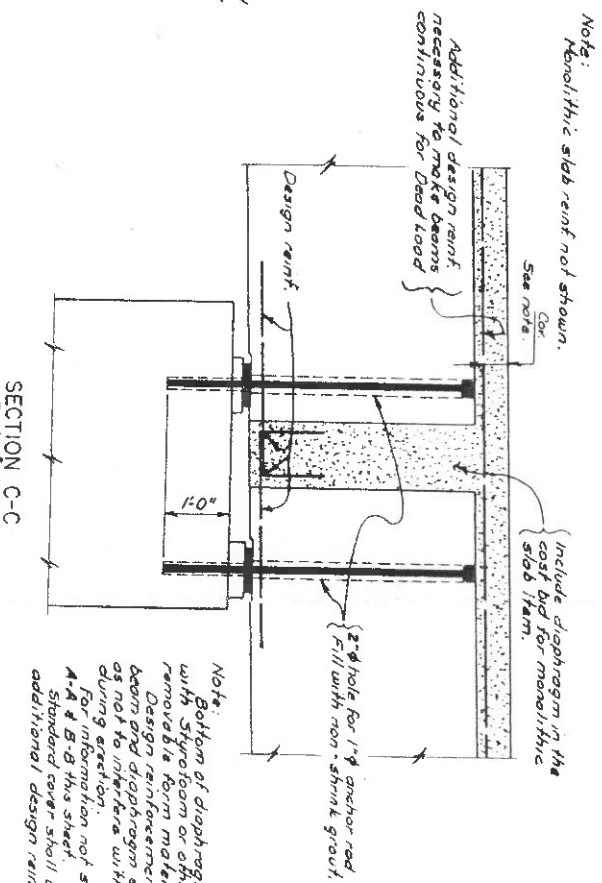 Note:
Monolithic slab reinf. not shown.
Additional design reinf.
necessary to make beams
continuous for Dead Load
Cov.
See note.
Include diaphragm in the
cost bid for monolithic
slab item.
Design reinf.
2"ø hole for 1"ø anchor rod
Fill with non-shrink grout.
1'-0"
SECTION C-C
Note:
Bottom of diaphrag
with Styrofoam or oth
removable form mater
Design reinforcemen
beam and diaphragm s
as not to interfere with
during erection.
For information not s
A-A & B-B this sheet.
Standard cover shall
additional design rein